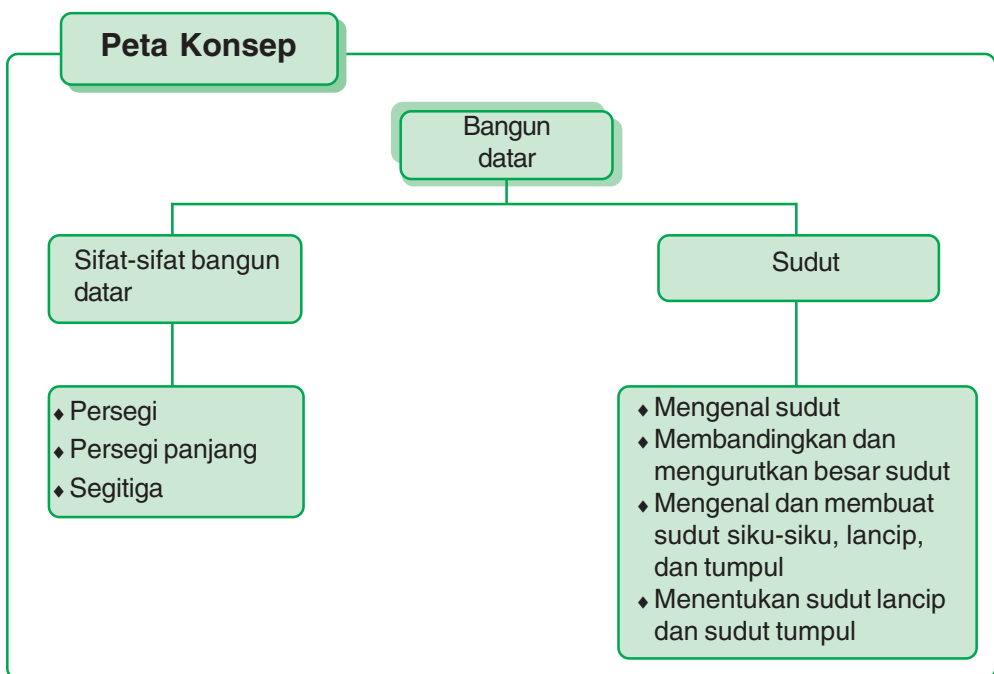 Peta Konsep
Bangun
datar
Sifat-sifat bangun
datar
♦ Persegi
♦ Persegi panjang
♦ Segitiga
Sudut
♦ Mengenal sudut
♦ Membandingkan dan
mengurutkan besar sudut
♦ Mengenal dan membuat
sudut siku-siku, lancip,
dan tumpul
♦ Menentukan sudut lancip
dan sudut tumpul